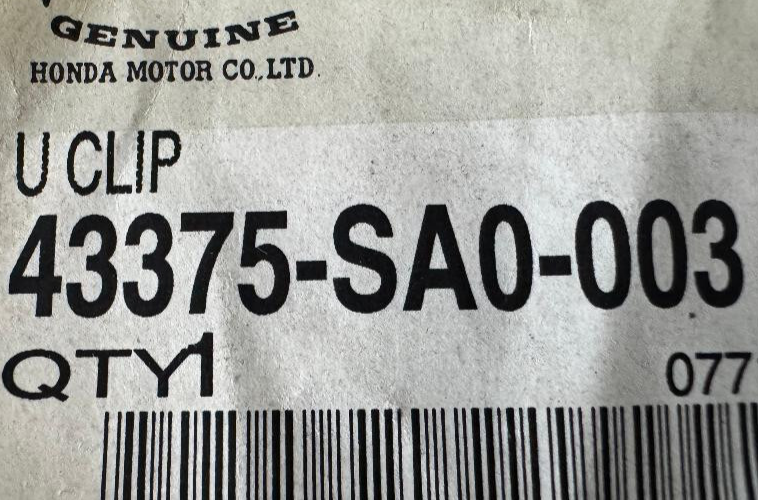 GENUINE
HONDA MOTOR CO.,LTD.
U CLIP
43375-SA0-003
QTY1
077